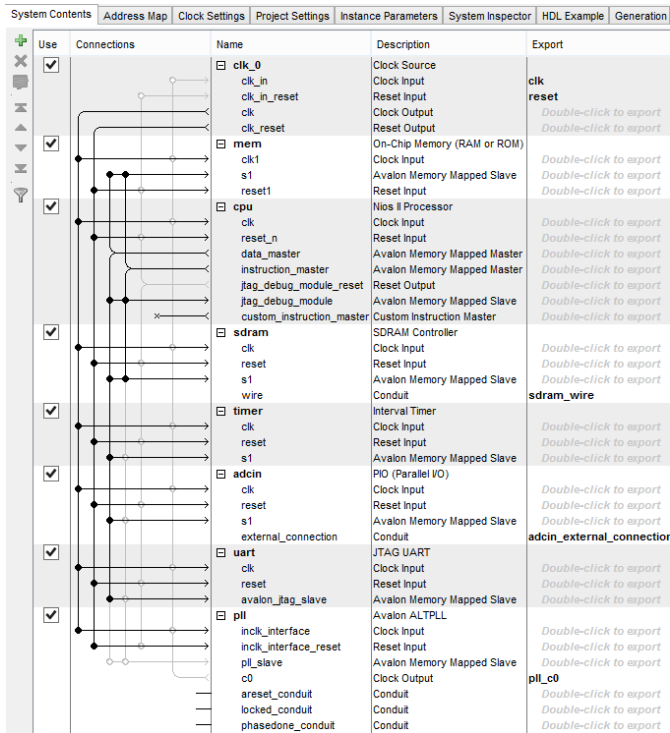 System Contents Address Map Clock Settings Project Settings Instance Parameters System Inspector HDL Example Generation
Use Connections Name Description Export
clk_0 Clock Source
clk_in Clock Input clk
clk_in_reset Reset Input reset
clk Clock Output Double-click to export
clk_reset Reset Output Double-click to export
mem On-Chip Memory (RAM or ROM)
clk1 Clock Input Double-click to export
s1 Avalon Memory Mapped Slave Double-click to export
reset1 Reset Input Double-click to export
cpu Nios II Processor
clk Clock Input Double-click to export
reset_n Reset Input Double-click to export
data_master Avalon Memory Mapped Master Double-click to export
instruction_master Avalon Memory Mapped Master Double-click to export
jtag_debug_module_reset Reset Output Double-click to export
jtag_debug_module Avalon Memory Mapped Slave Double-click to export
custom_instruction_master Custom Instruction Master Double-click to export
sdram SDRAM Controller
clk Clock Input Double-click to export
reset Reset Input Double-click to export
s1 Avalon Memory Mapped Slave Double-click to export
wire Conduit sdram_wire
timer Interval Timer
clk Clock Input Double-click to export
reset Reset Input Double-click to export
s1 Avalon Memory Mapped Slave Double-click to export
adcin PIO (Parallel I/O)
clk Clock Input Double-click to export
reset Reset Input Double-click to export
s1 Avalon Memory Mapped Slave Double-click to export
external_connection Conduit adcin_external_connection
uart JTAG UART
clk Clock Input Double-click to export
reset Reset Input Double-click to export
avalon_jtag_slave Avalon Memory Mapped Slave Double-click to export
pll Avalon ALTPLL
inclk_interface Clock Input Double-click to export
inclk_interface_reset Reset Input Double-click to export
pll_slave Avalon Memory Mapped Slave Double-click to export
c0 Clock Output pll_c0
areset_conduit Conduit Double-click to export
locked_conduit Conduit Double-click to export
phasedone_conduit Conduit Double-click to export